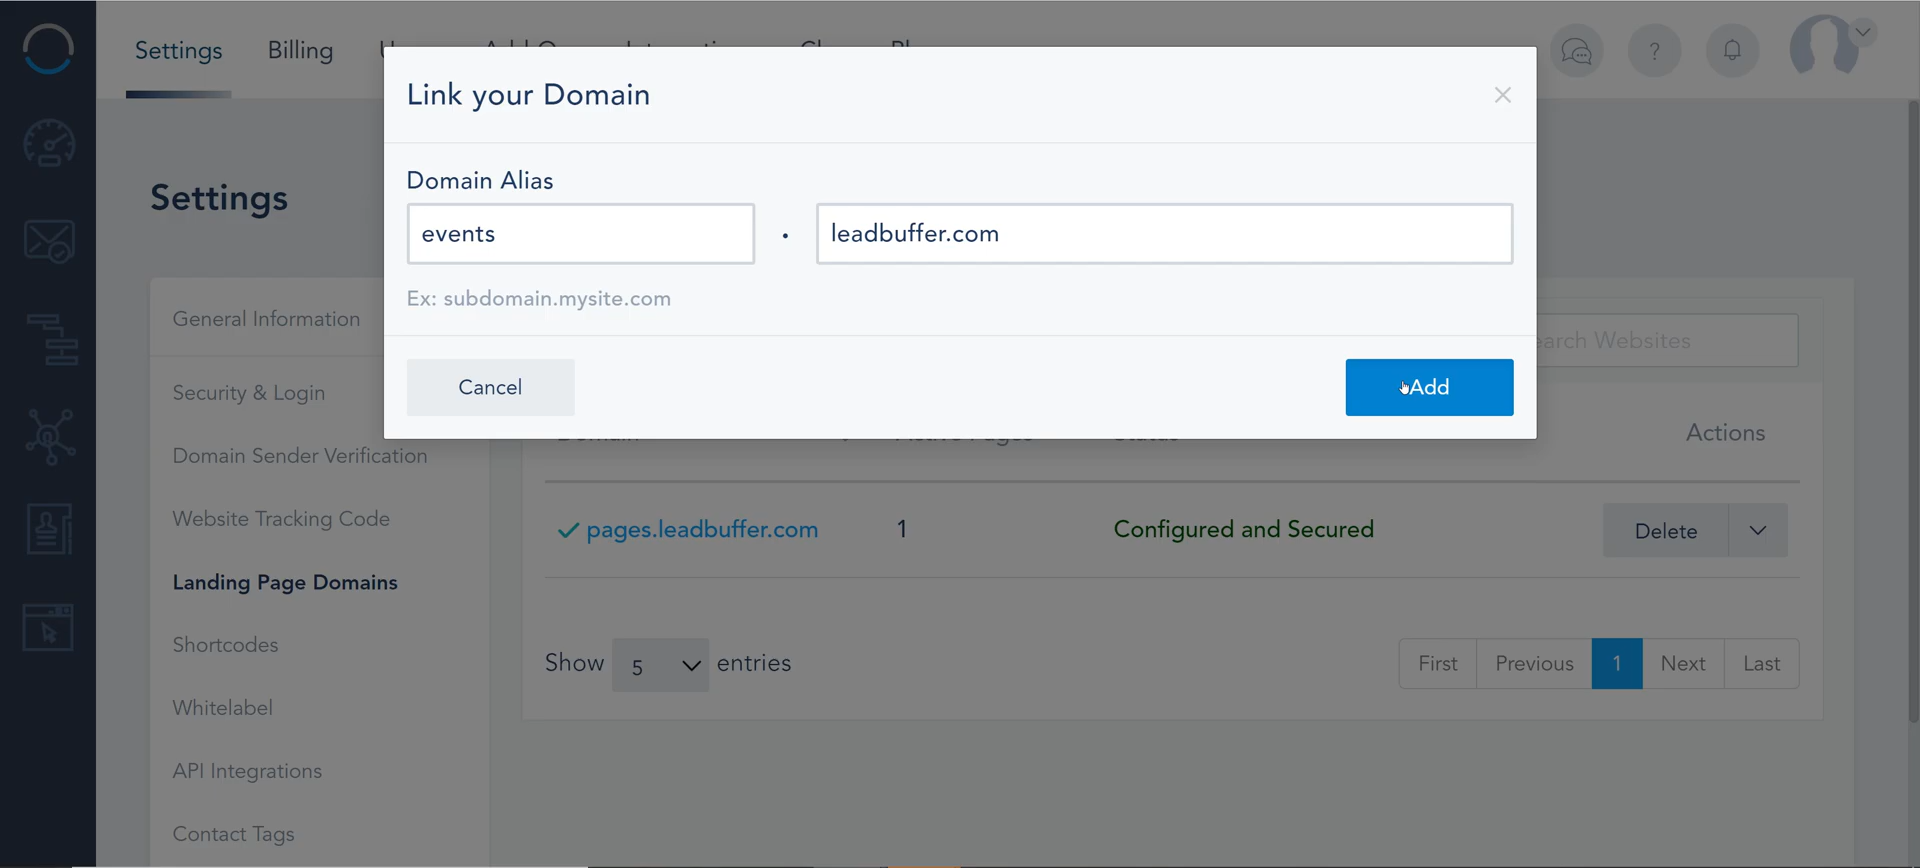 Settings
Billing
?
Link your Domain
Domain Alias
events . leadbuffer.com
Ex: subdomain.mysite.com
Cancel
Add
Settings
General Information
Security & Login
Domain Sender Verification
Website Tracking Code
Landing Page Domains
Shortcodes
Whitelabel
API Integrations
Contact Tags
Websites
Actions
pages.leadbuffer.com 1 Configured and Secured Delete
Show 5 entries
First Previous 1 Next Last